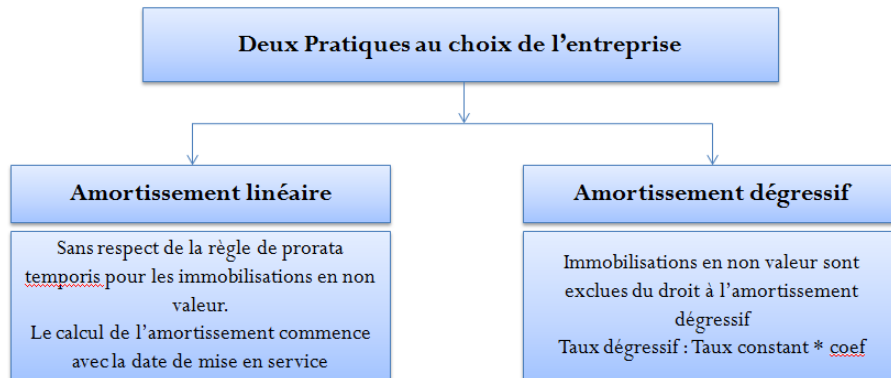 Deux Pratiques au choix de l’entreprise
Amortissement linéaire
Sans respect de la règle de prorata
temporis pour les immobilisations en non
valeur.
Le calcul de l’amortissement commence
avec la date de mise en service
Amortissement dégressif
Immobilisations en non valeur sont
exclues du droit à l’amortissement
dégressif
Taux dégressif : Taux constant * coef